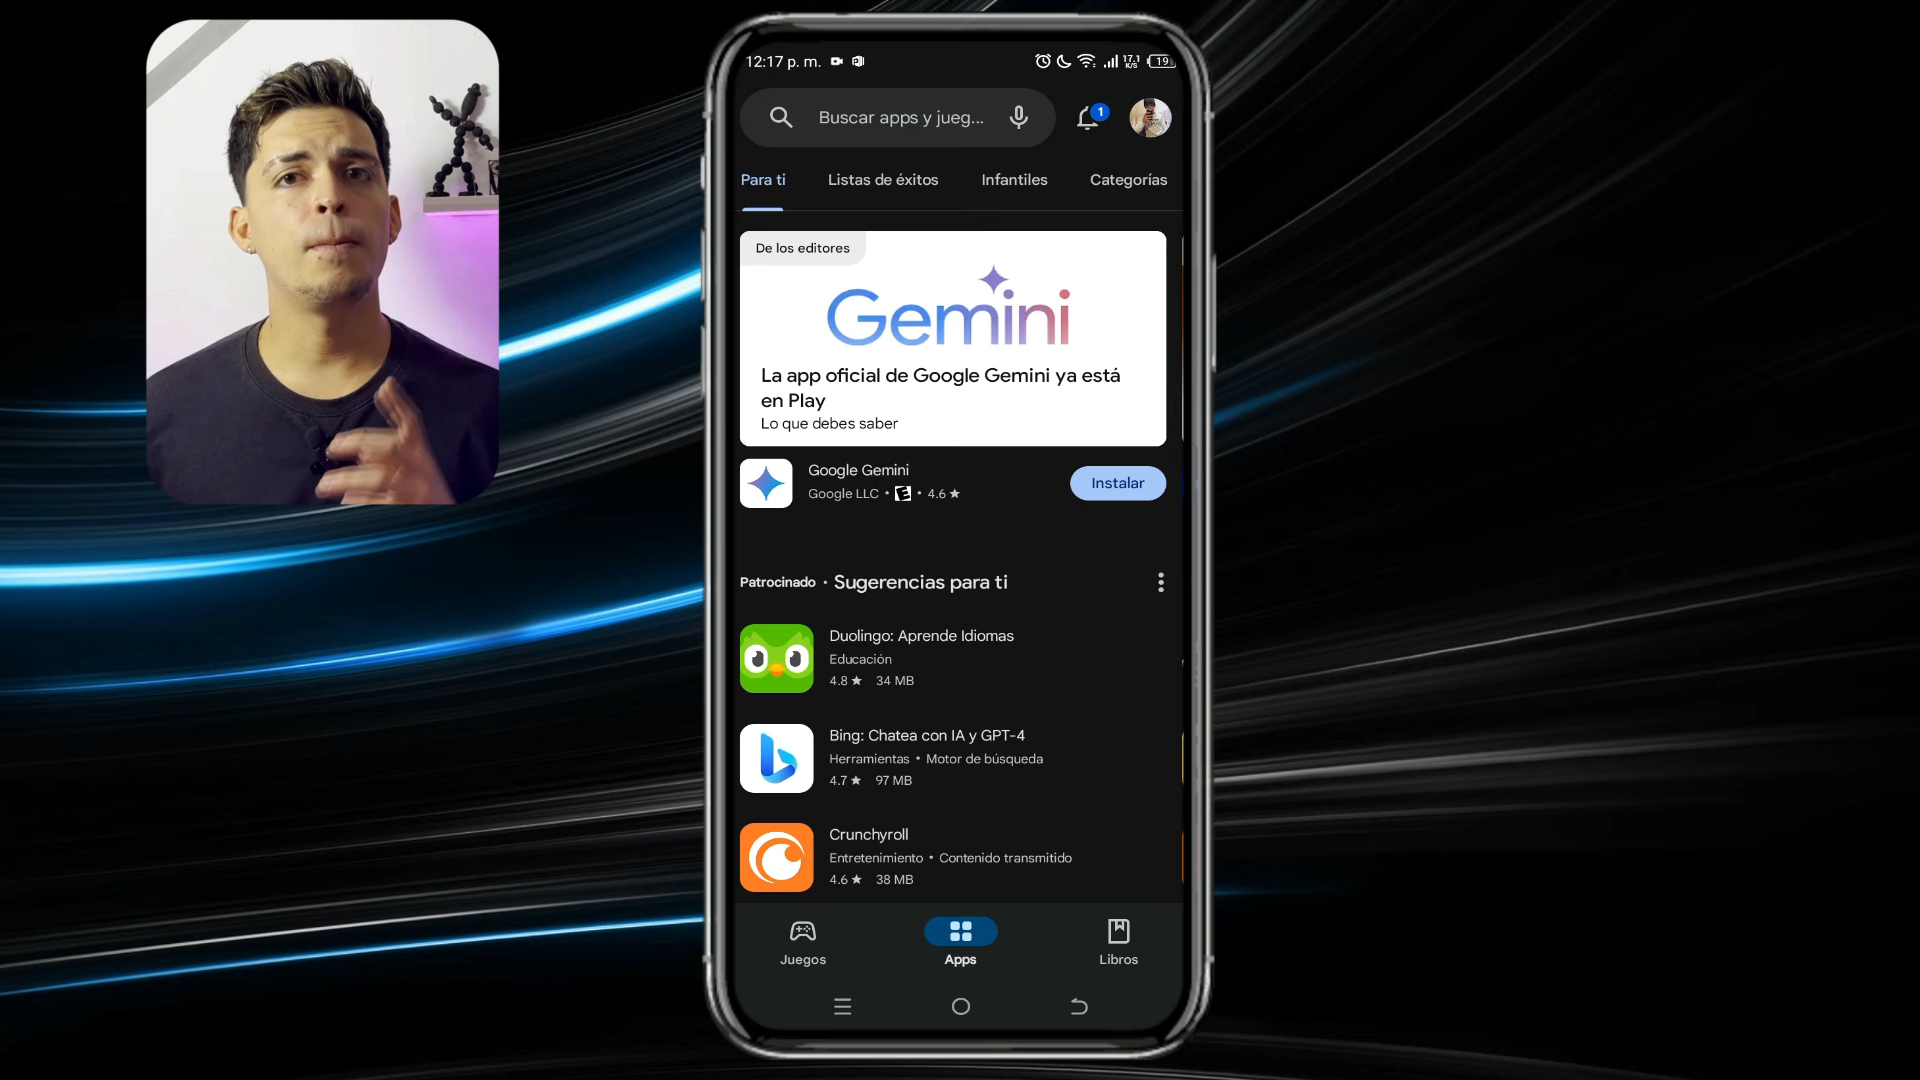 12:17 p. m.
17.1
K/S
19
Buscar apps y jueg...
1
Para ti
Listas de éxitos
Infantiles
Categorías
De los editores
Gemini
La app oficial de Google Gemini ya está
en Play
Lo que debes saber
Google Gemini
Google LLC • E • 4.6 ★
Instalar
Patrocinado • Sugerencias para ti
Duolingo: Aprende Idiomas
Educación
4.8 ★ 34 MB
Bing: Chatea con IA y GPT-4
Herramientas • Motor de búsqueda
4.7 ★ 97 MB
Crunchyroll
Entretenimiento • Contenido transmitido
4.6 ★ 38 MB
Juegos
Apps
Libros